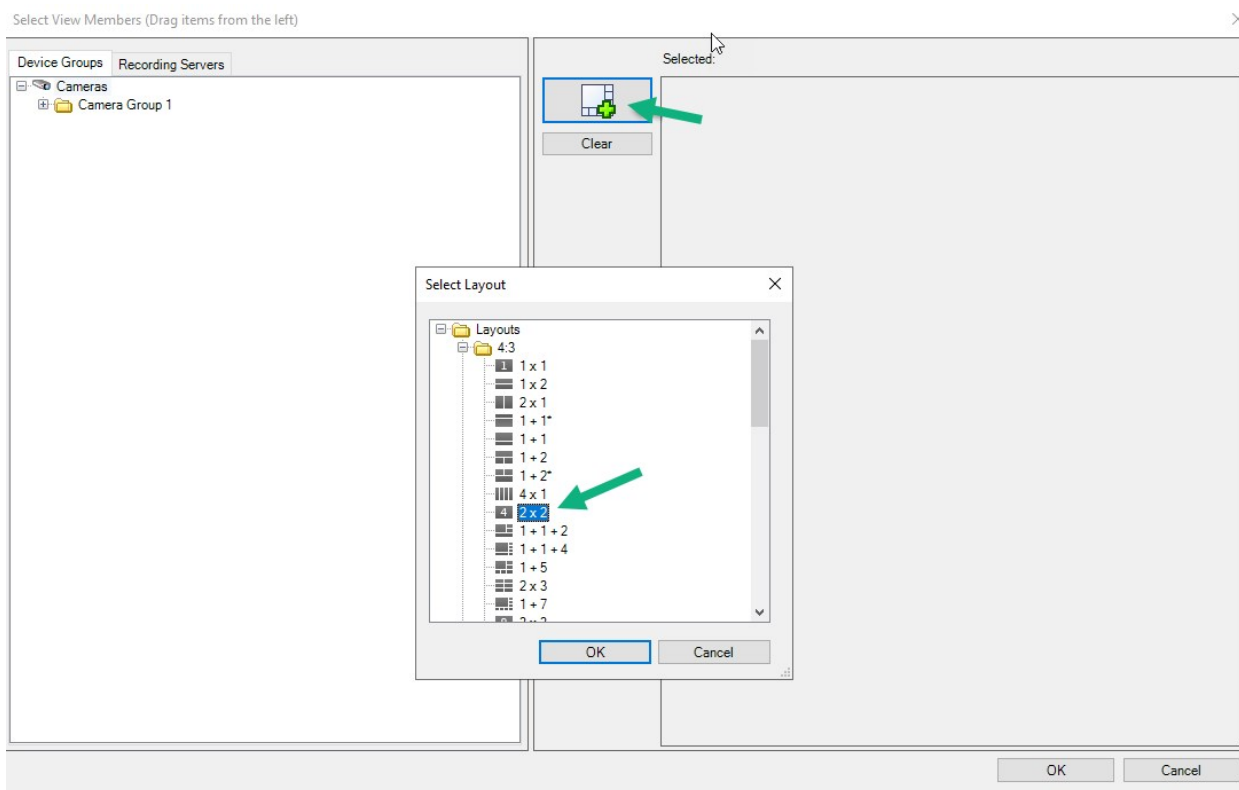 Select View Members (Drag items from the left)
Device Groups
Recording Servers
Cameras
Camera Group 1
Selected:
Clear
Select Layout
Layouts
4:3
1 1 x 1
1 x 2
2 x 1
1 + 1*
1 + 1
1 + 2
1 + 2*
4 x 1
4 2 x 2
1 + 1 + 2
1 + 1 + 4
1 + 5
2 x 3
1 + 7
OK
Cancel
OK
Cancel